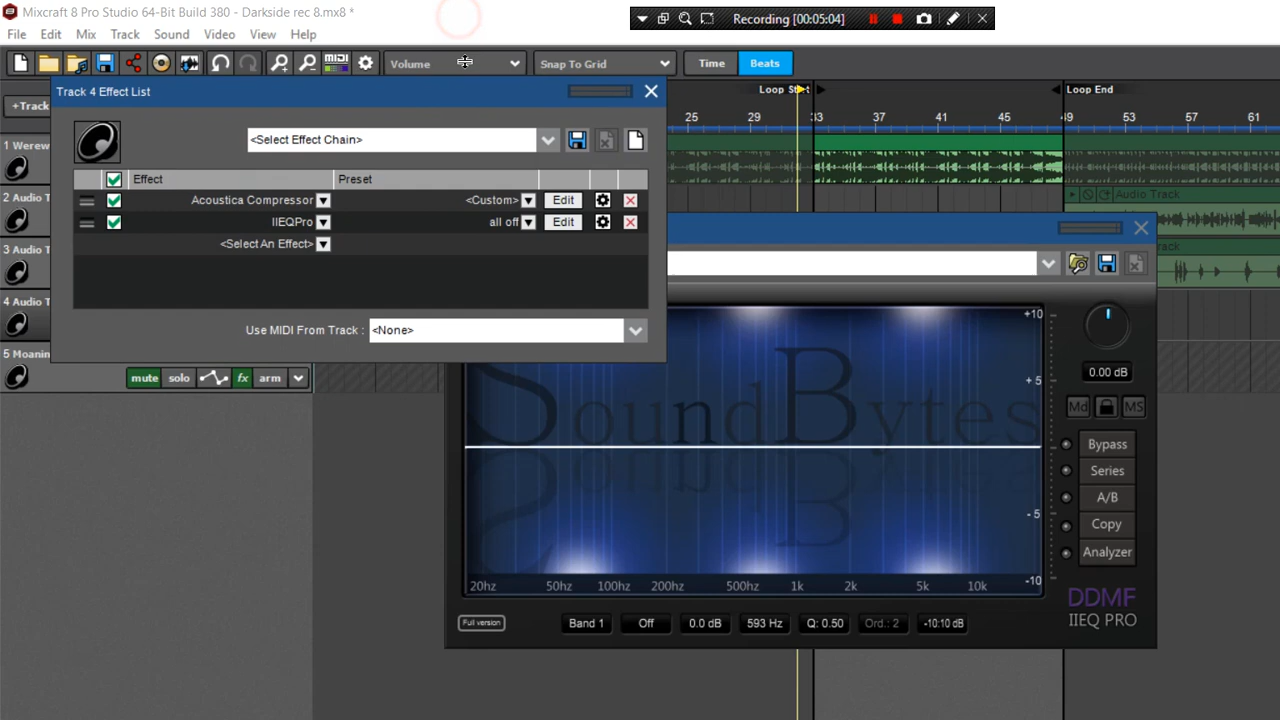 Mixcraft 8 Pro Studio 64-Bit Build 380 - Darkside rec 8.mx8 *
Recording [00:05:04]
File Edit Mix Track Sound Video View Help
MIDI Volume Snap To Grid Time Beats
Track 4 Effect List
Loop St Loop End
+Track
25 29 33 37 41 45 49 53 57 61
<Select Effect Chain>
1 Werew
Effect Preset
2 Audio T
Acoustica Compressor <Custom> Edit
Audio Track
IIEQPro all off Edit
<Select An Effect>
3 Audio T
rack
4 Audio T
Use MIDI From Track : <None>
5 Moanin
mute solo fx arm
+10
+ 5
- 5
-10
0.00 dB
Md MS
SoundBytes
Bypass
Series
A/B
Copy
Analyzer
20hz 50hz 100hz 200hz 500hz 1k 2k 5k 10k
DDMF
IIEQ PRO
Full version Band 1 Off 0.0 dB 593 Hz Q: 0.50 Ord.: 2 -10:10 dB